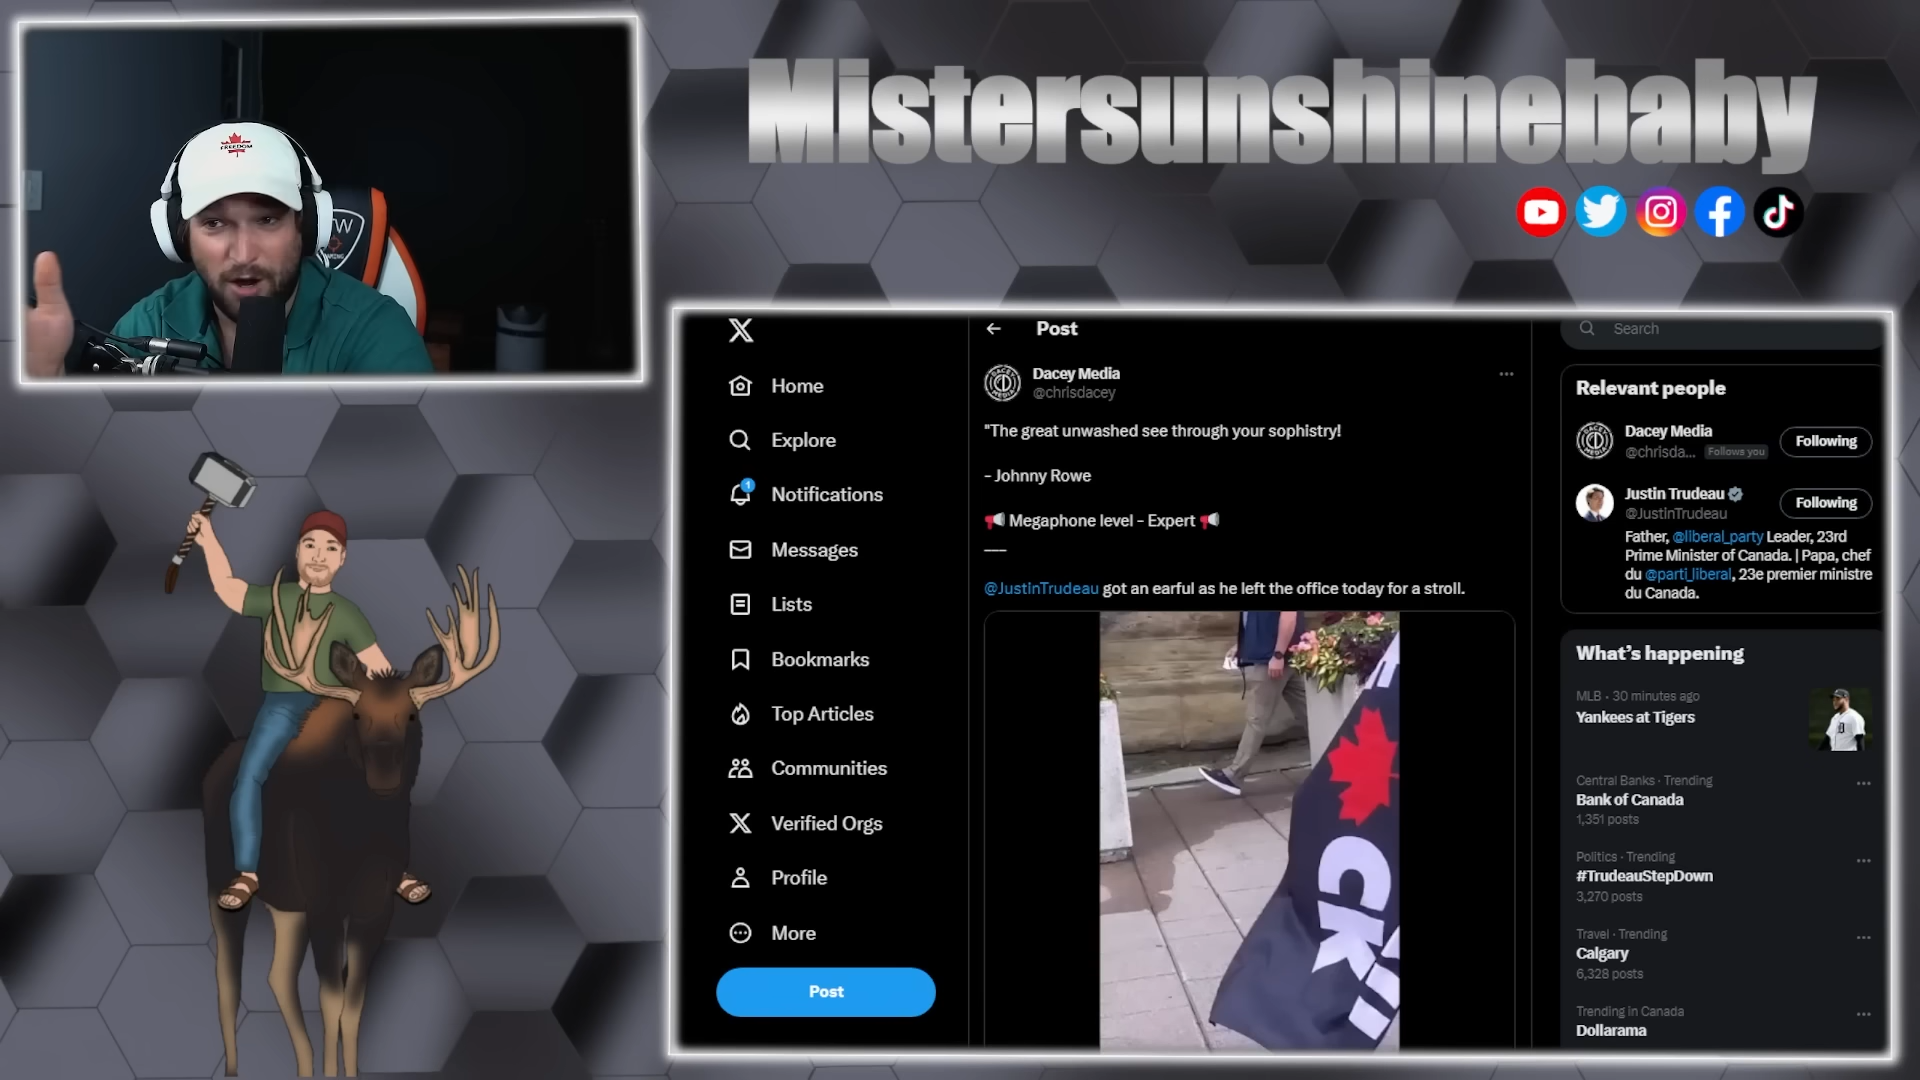 Mistersunshinebaby
FREEDOM
Post
Search
Dacey Media
@chrisdacey
"The great unwashed see through your sophistry!
- Johnny Rowe
Megaphone level - Expert
@JustinTrudeau got an earful as he left the office today for a stroll.
Home
Explore
1
Notifications
Messages
Lists
Bookmarks
Top Articles
Communities
Verified Orgs
Profile
More
Post
Relevant people
Dacey Media
@chrisda... Follows you
Following
Justin Trudeau
@JustinTrudeau
Following
Father, @liberal_party Leader, 23rd
Prime Minister of Canada. | Papa, chef
du @parti_liberal, 23e premier ministre
du Canada.
What's happening
MLB · 30 minutes ago
Yankees at Tigers
Central Banks · Trending
Bank of Canada
1,351 posts
Politics · Trending
#TrudeauStepDown
3,270 posts
Travel · Trending
Calgary
6,328 posts
Trending in Canada
Dollarama
CK